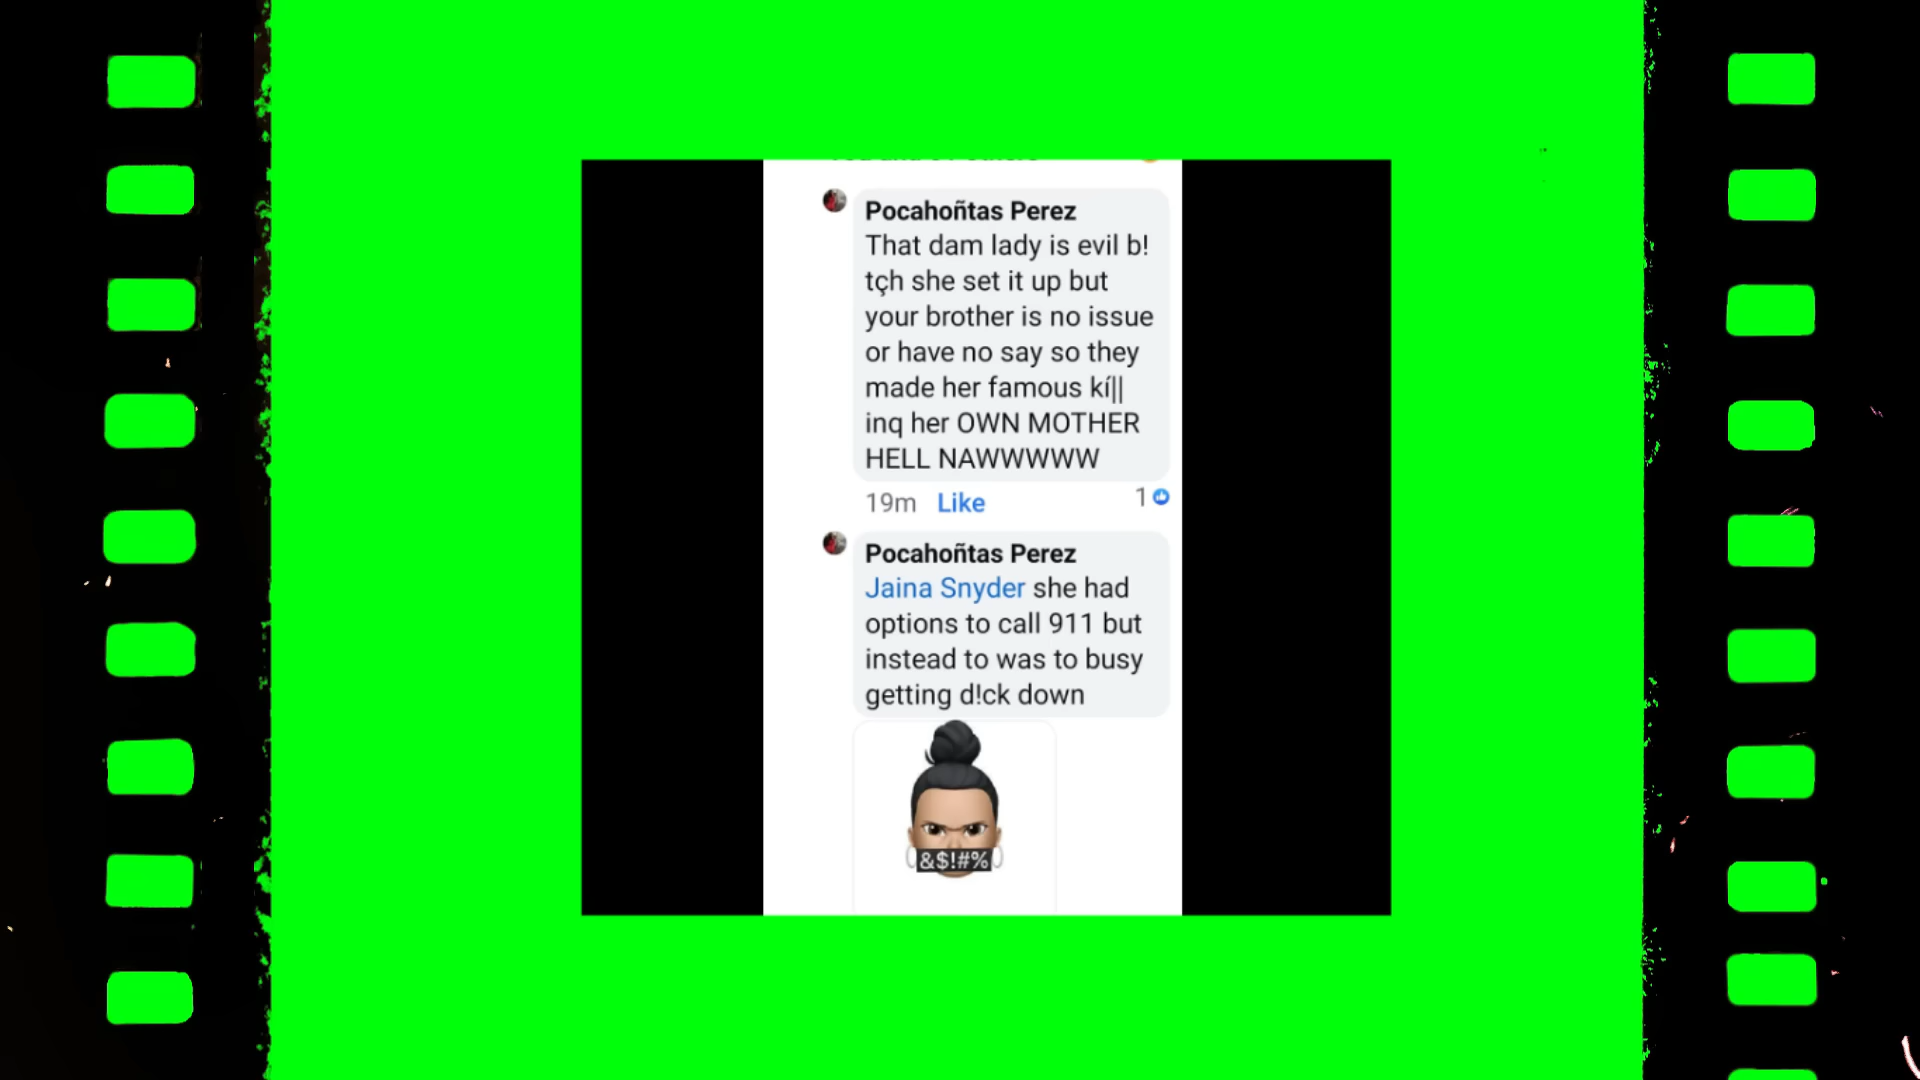 Pocahoñtas Perez
That dam lady is evil b!
tçh she set it up but
your brother is no issue
or have no say so they
made her famous kí||
inq her OWN MOTHER
HELL NAWWWWW
19m Like 1
Pocahoñtas Perez
Jaina Snyder she had
options to call 911 but
instead to was to busy
getting d!ck down
&$!#%